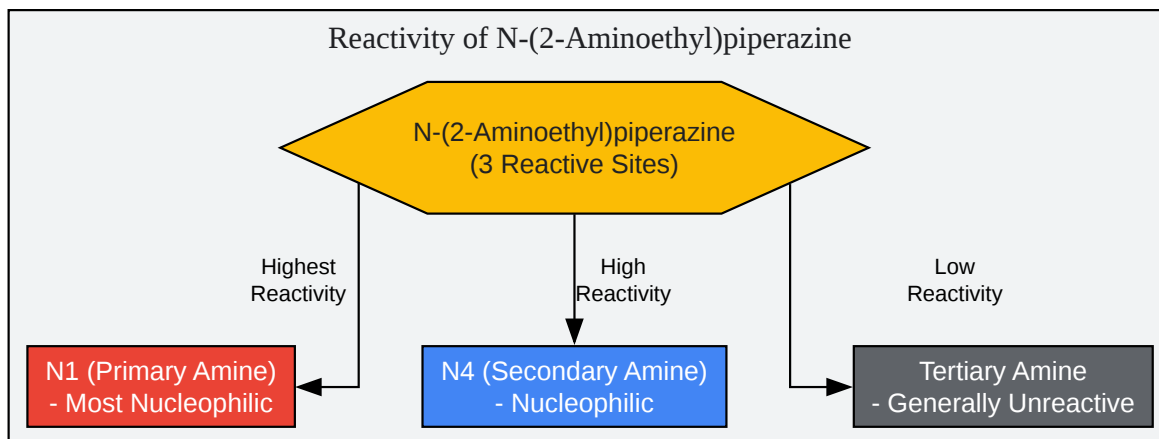 Reactivity of N-(2-Aminoethyl)piperazine
N-(2-Aminoethyl)piperazine
(3 Reactive Sites)
Highest
Reactivity
High
Reactivity
Low
Reactivity
N1 (Primary Amine)
- Most Nucleophilic
N4 (Secondary Amine)
- Nucleophilic
Tertiary Amine
- Generally Unreactive